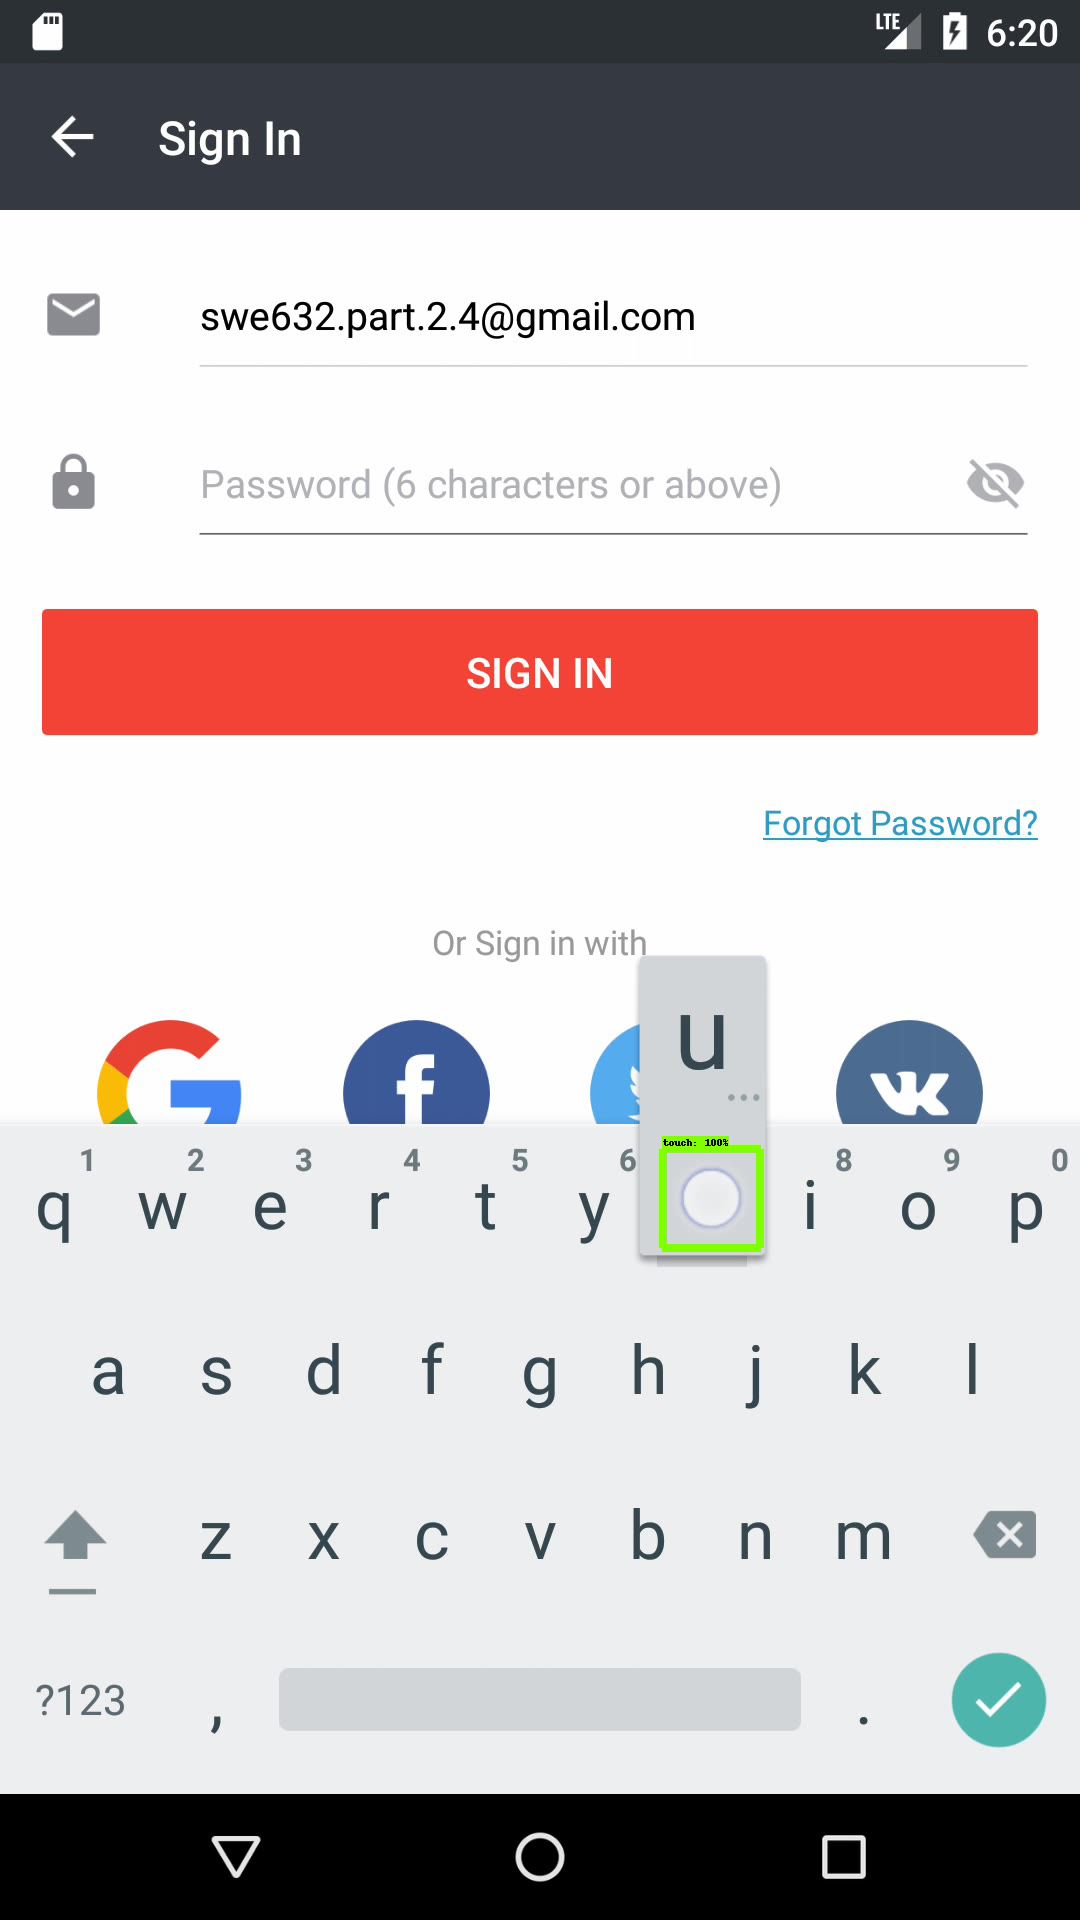 LTE 6:20
Sign In
swe632.part.2.4@gmail.com
Password (6 characters or above)
SIGN IN
Forgot Password?
Or Sign in with
u
...
touch: 100%
1 2 3 4 5 6 8 9 0
q w e r t y i o p
a s d f g h j k l
z x c v b n m
?123 , .